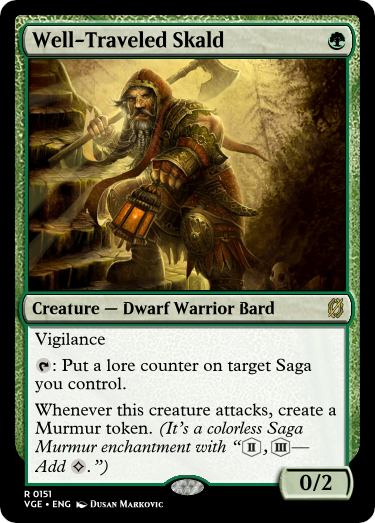 Well-Traveled Skald
Creature — Dwarf Warrior Bard
Vigilance
: Put a lore counter on target Saga
you control.
Whenever this creature attacks, create a
Murmur token. (It's a colorless Saga
Murmur enchantment with “II, III—
Add .”)
0/2
R 0151
VGE • ENG Dusan Markovic